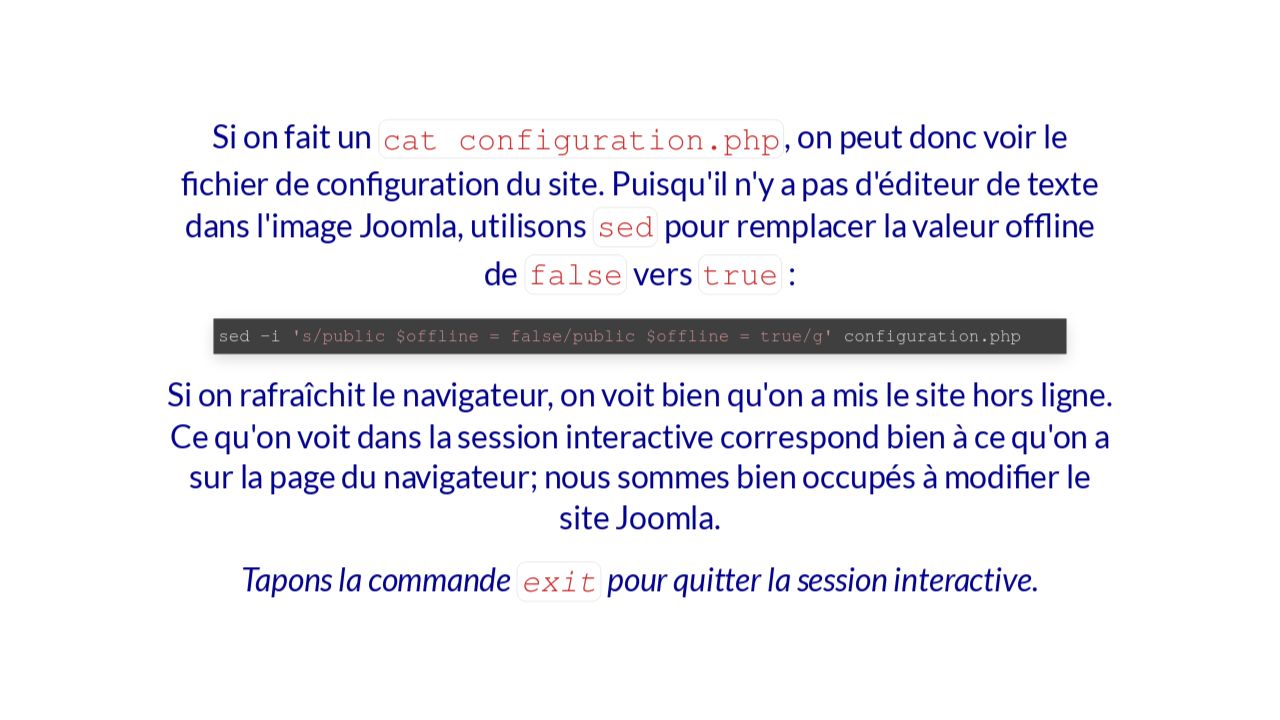 Si on fait un cat configuration.php, on peut donc voir le
fichier de configuration du site. Puisqu'il n'y a pas d'éditeur de texte
dans l'image Joomla, utilisons sed pour remplacer la valeur offline
de false vers true :
sed -i 's/public $offline = false/public $offline = true/g' configuration.php
Si on rafraîchit le navigateur, on voit bien qu'on a mis le site hors ligne.
Ce qu'on voit dans la session interactive correspond bien à ce qu'on a
sur la page du navigateur; nous sommes bien occupés à modifier le
site Joomla.
Tapons la commande exit pour quitter la session interactive.